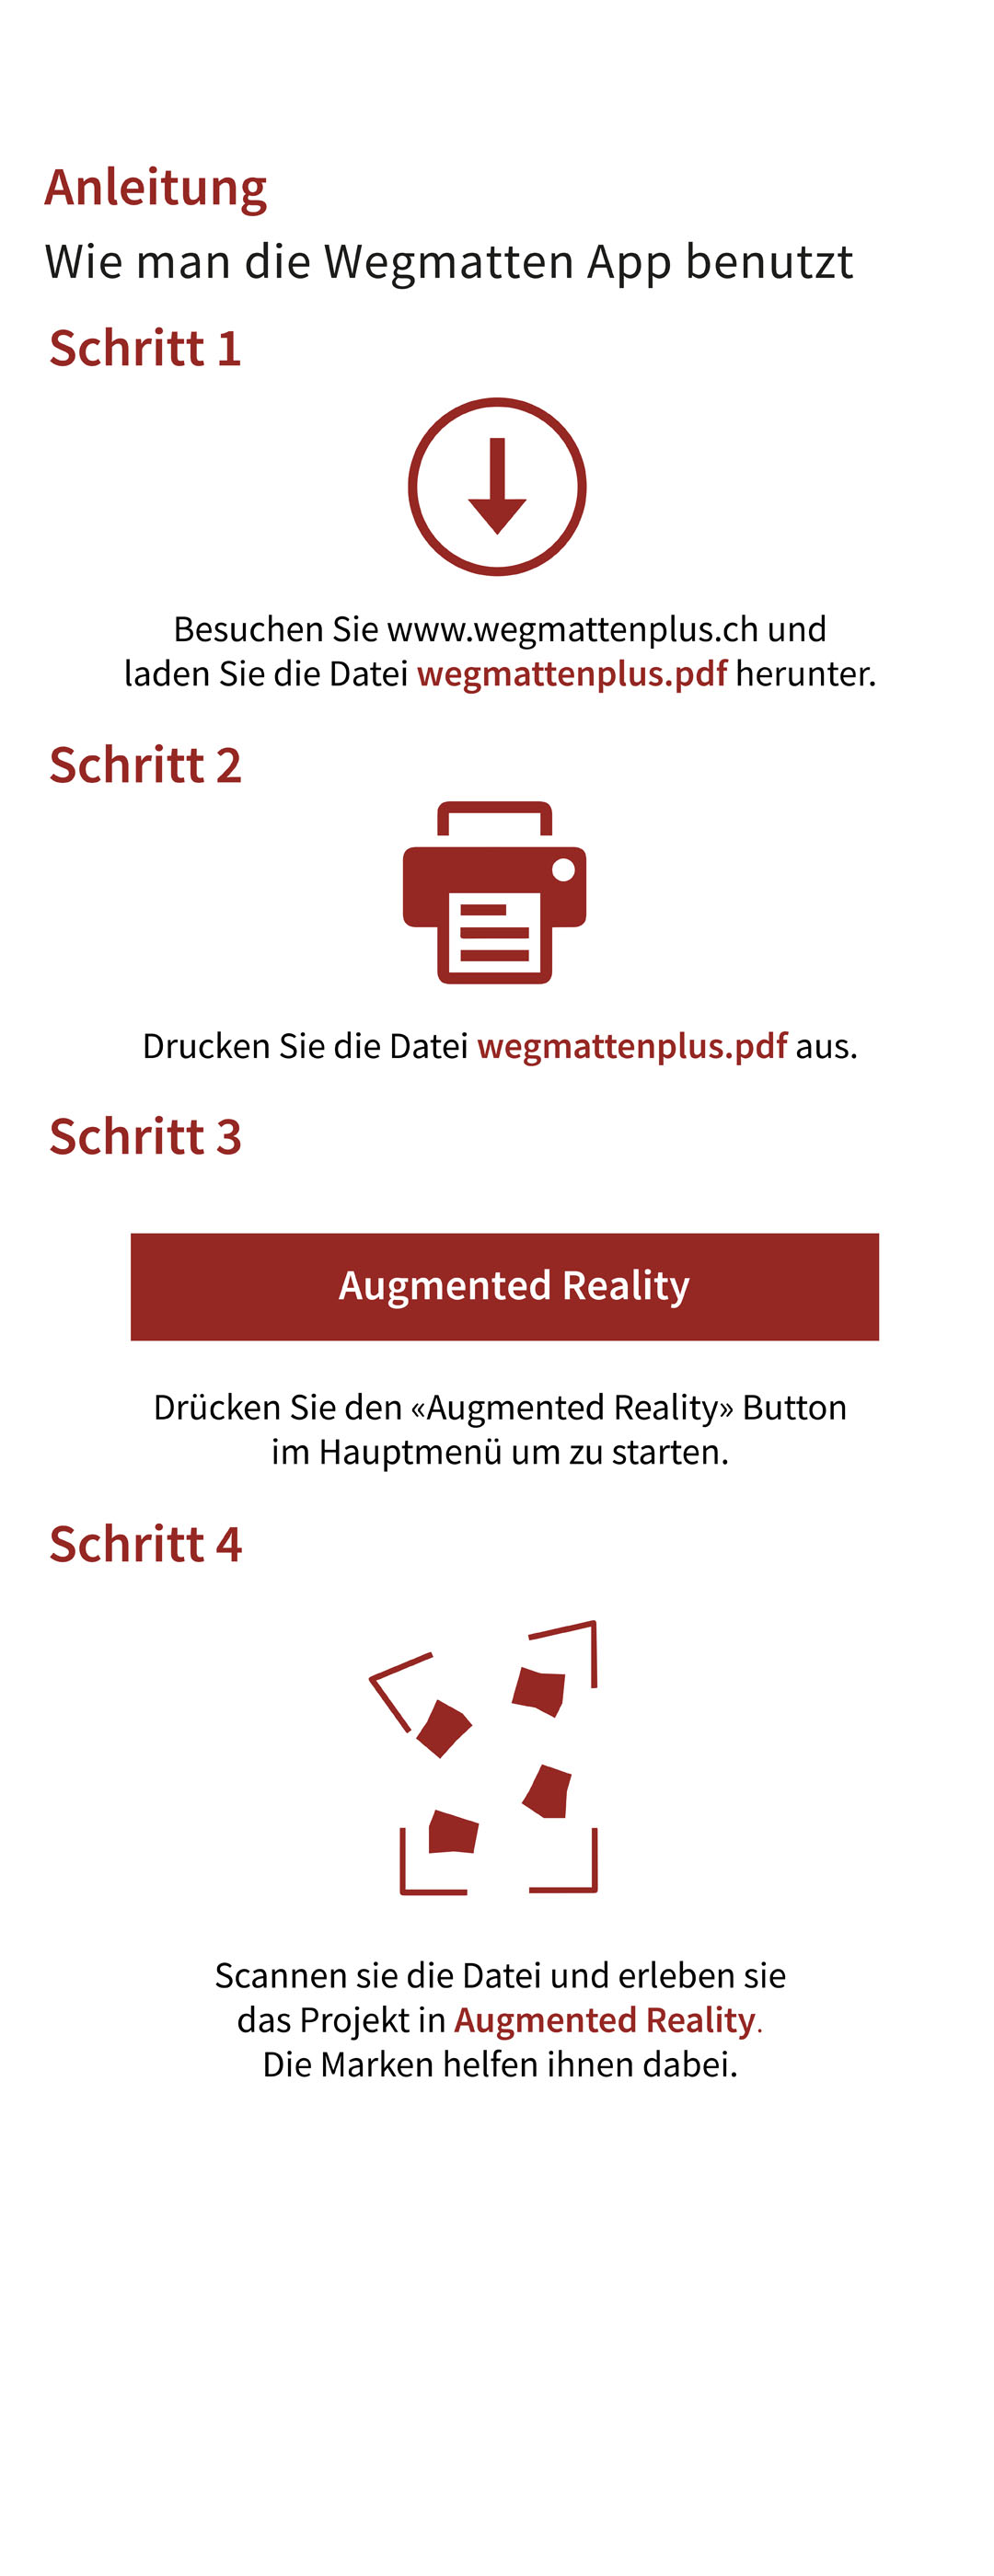 Anleitung
Wie man die Wegmatten App benutzt
Schritt 1
Besuchen Sie www.wegmattenplus.ch und
laden Sie die Datei wegmattenplus.pdf herunter.
Schritt 2
Drucken Sie die Datei wegmattenplus.pdf aus.
Schritt 3
Augmented Reality
Drücken Sie den «Augmented Reality» Button
im Hauptmenü um zu starten.
Schritt 4
Scannen sie die Datei und erleben sie
das Projekt in Augmented Reality.
Die Marken helfen ihnen dabei.